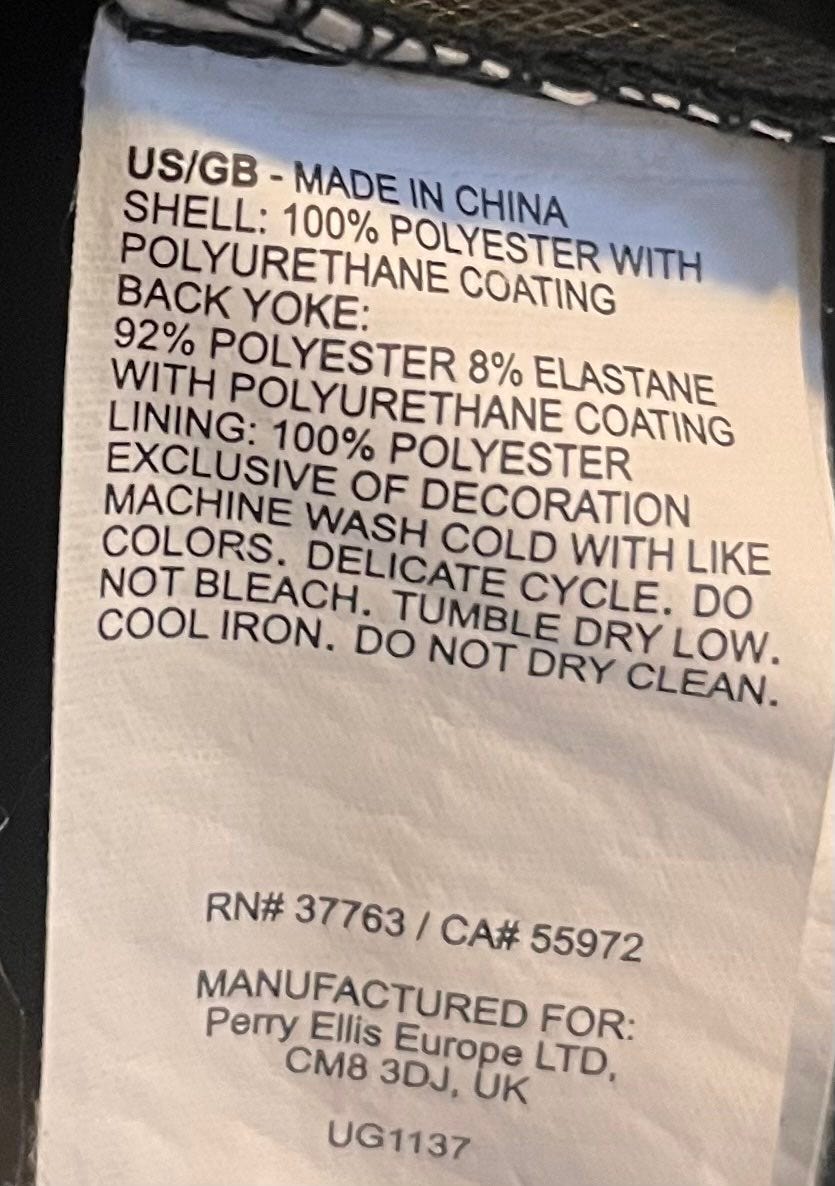 US/GB - MADE IN CHINA
SHELL: 100% POLYESTER WITH
POLYURETHANE COATING
BACK YOKE:
92% POLYESTER 8% ELASTANE
WITH POLYURETHANE COATING
LINING: 100% POLYESTER
EXCLUSIVE OF DECORATION
MACHINE WASH COLD WITH LIKE
COLORS. DELICATE CYCLE. DO
NOT BLEACH. TUMBLE DRY LOW.
COOL IRON. DO NOT DRY CLEAN.
RN# 37763 / CA# 55972
MANUFACTURED FOR:
Perry Ellis Europe LTD,
CM8 3DJ, UK
UG1137